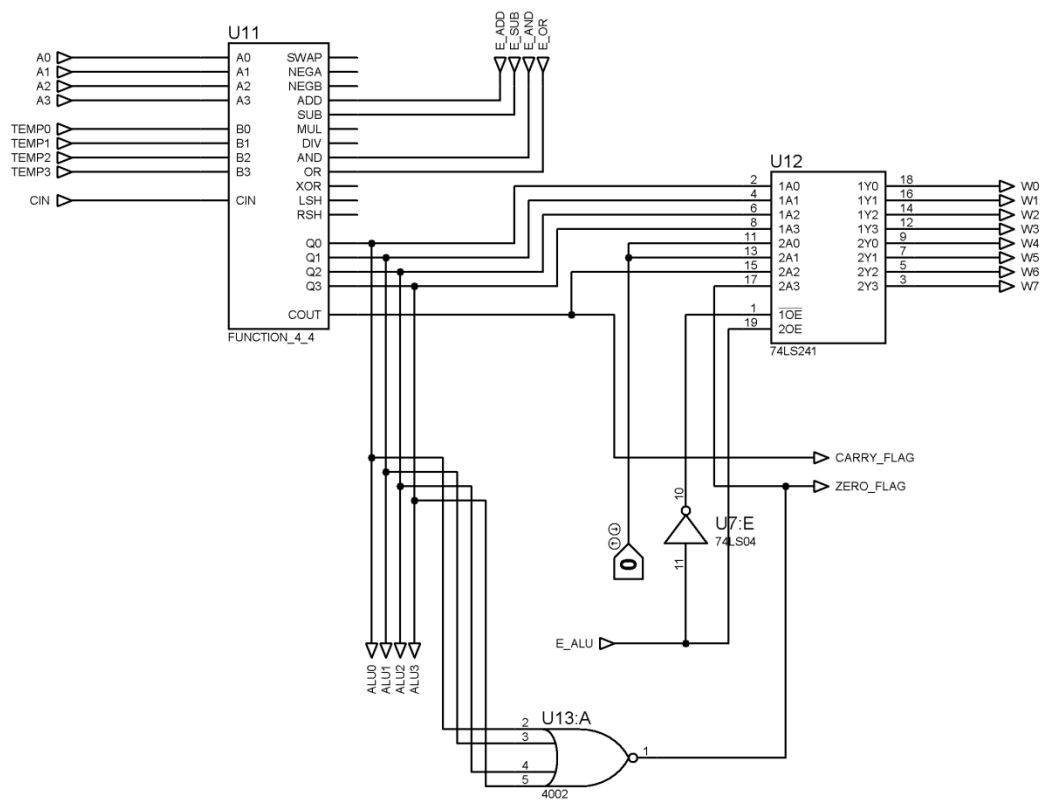 U11
A0 A0 SWAP
A1 A1 NEGA
A2 A2 NEGB
A3 A3 ADD
SUB
TEMP0 B0 MUL
TEMP1 B1 DIV
TEMP2 B2 AND
TEMP3 B3 OR
XOR
CIN CIN LSH
RSH
Q0
Q1
Q2
Q3
COUT
FUNCTION_4_4
E_ADD
E_SUB
E_AND
E_OR
U12
2 1A0 1Y0 18 W0
4 1A1 1Y1 16 W1
6 1A2 1Y2 14 W2
8 1A3 1Y3 12 W3
11 2A0 2Y0 9 W4
13 2A1 2Y1 7 W5
15 2A2 2Y2 5 W6
17 2A3 2Y3 3 W7
1 1OE
19 2OE
74LS241
CARRY_FLAG
ZERO_FLAG
10
U7:E
74LS04
11
0
E_ALU
ALU0
ALU1
ALU2
ALU3
U13:A
2
3
4
5
1
4002